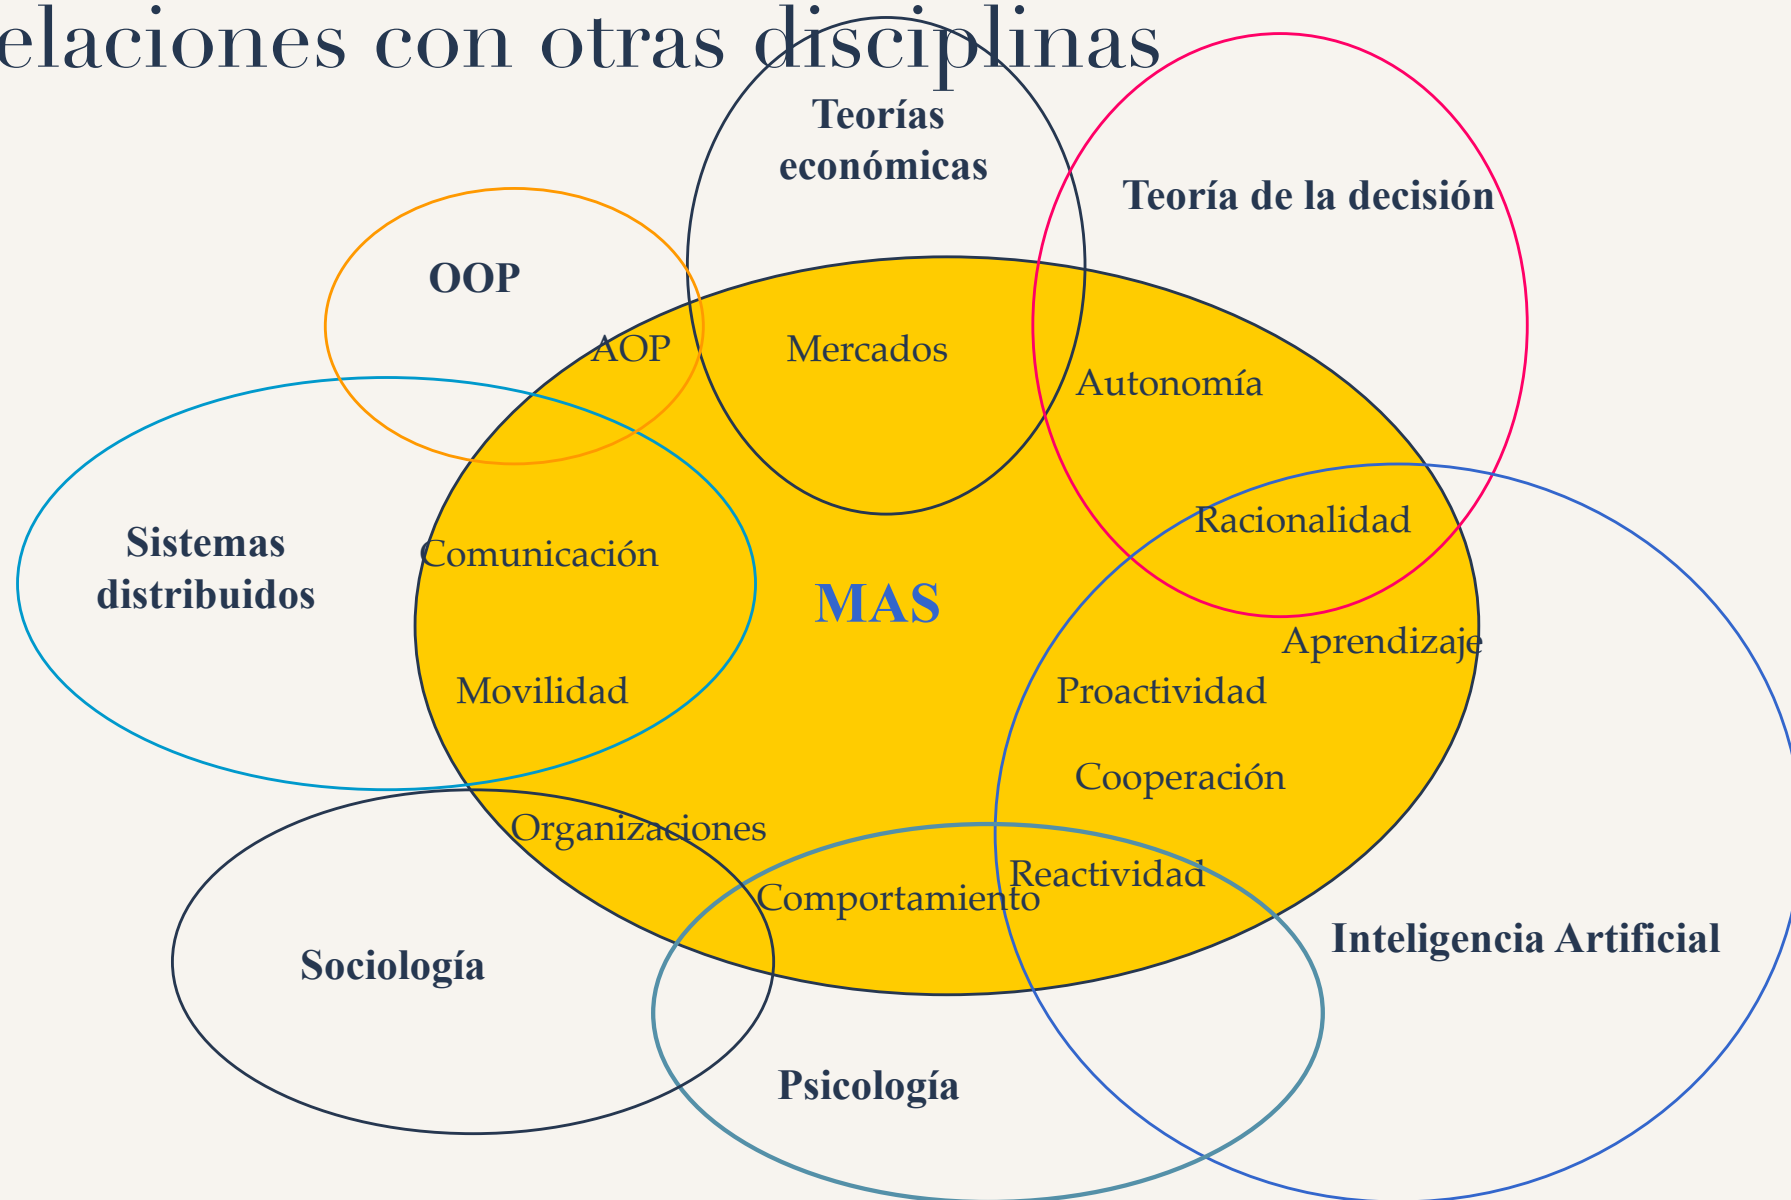 elaciones con otras disciplinas
Teorías
económicas
Teoría de la decisión
OOP
AOP
Mercados
Autonomía
Racionalidad
Sistemas
distribuidos
Comunicación
MAS
Aprendizaje
Movilidad
Proactividad
Cooperación
Organizaciones
Reactividad
Comportamiento
Inteligencia Artificial
Sociología
Psicología